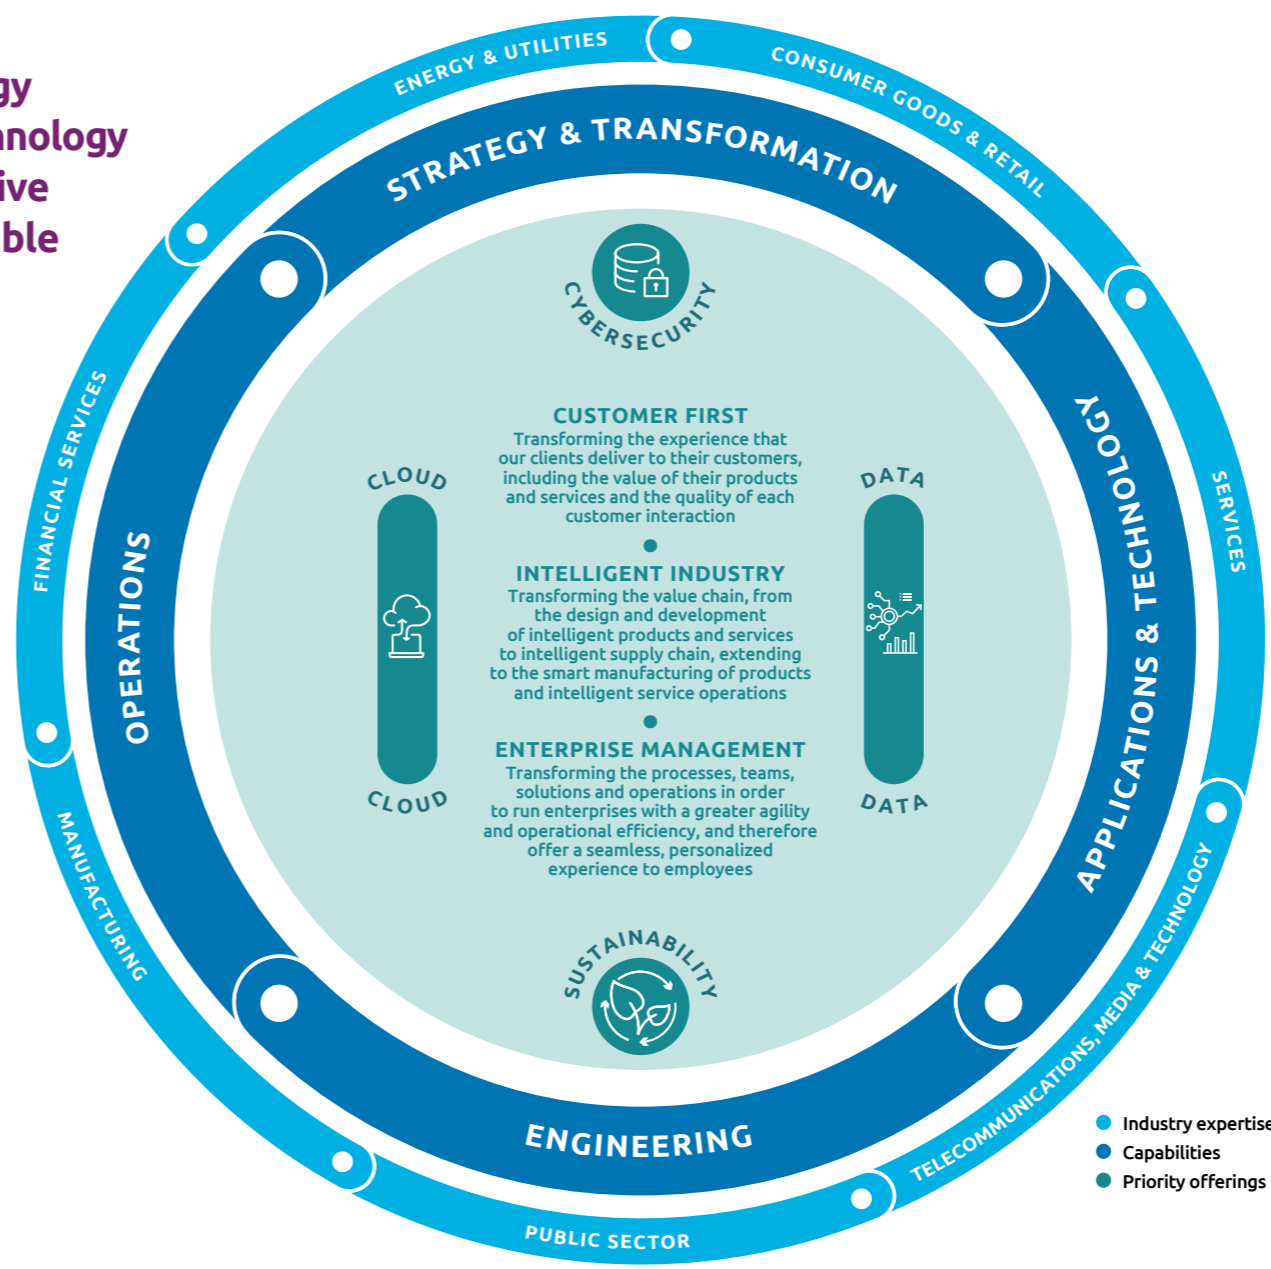 gy
nology
ive
ble
ENERGY & UTILITIES
CONSUMER GOODS & RETAIL
SERVICES
TELECOMMUNICATIONS, MEDIA & TECHNOLOGY
PUBLIC SECTOR
MANUFACTURING
FINANCIAL SERVICES
STRATEGY & TRANSFORMATION
APPLICATIONS & TECHNOLOGY
ENGINEERING
OPERATIONS
CYBERSECURITY
CLOUD
DATA
CUSTOMER FIRST
Transforming the experience that
our clients deliver to their customers,
including the value of their products
and services and the quality of each
customer interaction
INTELLIGENT INDUSTRY
Transforming the value chain, from
the design and development
of intelligent products and services
to intelligent supply chain, extending
to the smart manufacturing of products
and intelligent service operations
ENTERPRISE MANAGEMENT
Transforming the processes, teams,
solutions and operations in order
to run enterprises with a greater agility
and operational efficiency, and therefore
offer a seamless, personalized
experience to employees
CLOUD
DATA
SUSTAINABILITY
Industry expertise
Capabilities
Priority offerings